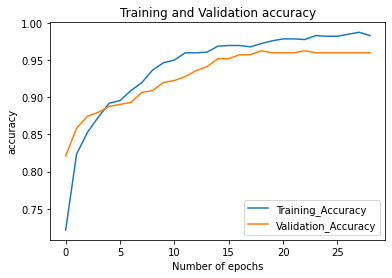 Training and Validation accuracy
1.00
0.95
0.90
0.85
0.80
0.75
accuracy
Training_Accuracy
Validation_Accuracy
0 5 10 15 20 25
Number of epochs